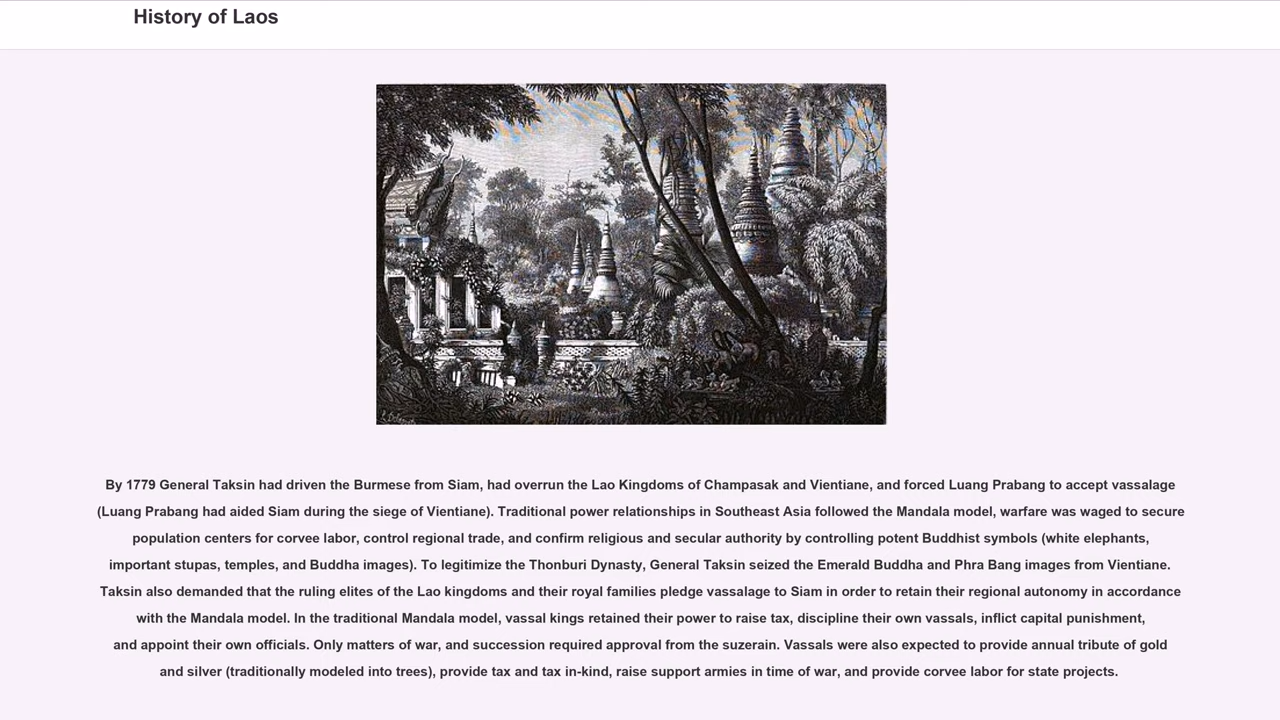 History of Laos
By 1779 General Taksin had driven the Burmese from Siam, had overrun the Lao Kingdoms of Champasak and Vientiane, and forced Luang Prabang to accept vassalage
(Luang Prabang had aided Siam during the siege of Vientiane). Traditional power relationships in Southeast Asia followed the Mandala model, warfare was waged to secure
population centers for corvee labor, control regional trade, and confirm religious and secular authority by controlling potent Buddhist symbols (white elephants,
important stupas, temples, and Buddha images). To legitimize the Thonburi Dynasty, General Taksin seized the Emerald Buddha and Phra Bang images from Vientiane.
Taksin also demanded that the ruling elites of the Lao kingdoms and their royal families pledge vassalage to Siam in order to retain their regional autonomy in accordance
with the Mandala model. In the traditional Mandala model, vassal kings retained their power to raise tax, discipline their own vassals, inflict capital punishment,
and appoint their own officials. Only matters of war, and succession required approval from the suzerain. Vassals were also expected to provide annual tribute of gold
and silver (traditionally modeled into trees), provide tax and tax in-kind, raise support armies in time of war, and provide corvee labor for state projects.